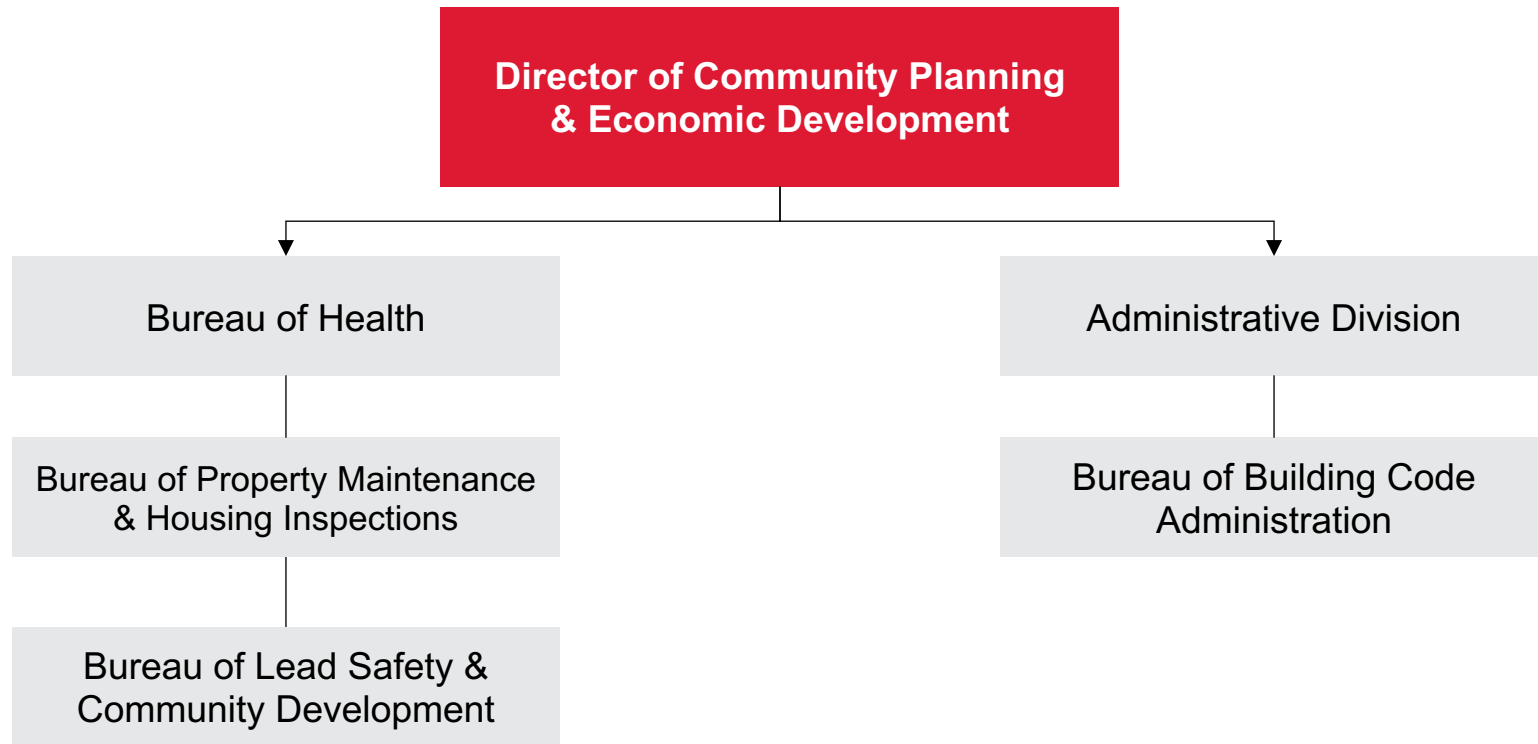 Director of Community Planning
& Economic Development
Bureau of Health
Administrative Division
Bureau of Property Maintenance
& Housing Inspections
Bureau of Building Code
Administration
Bureau of Lead Safety &
Community Development